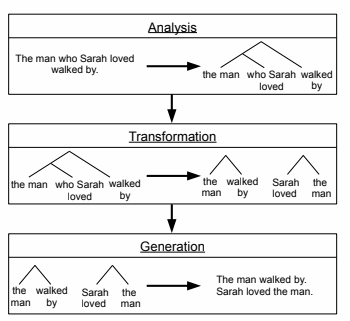 Analysis
The man who Sarah loved
walked by.
the man who Sarah walked
loved by
Transformation
the man who Sarah walked
loved by
the walked Sarah the
man by loved man
Generation
the walked Sarah the
man by loved man
The man walked by.
Sarah loved the man.